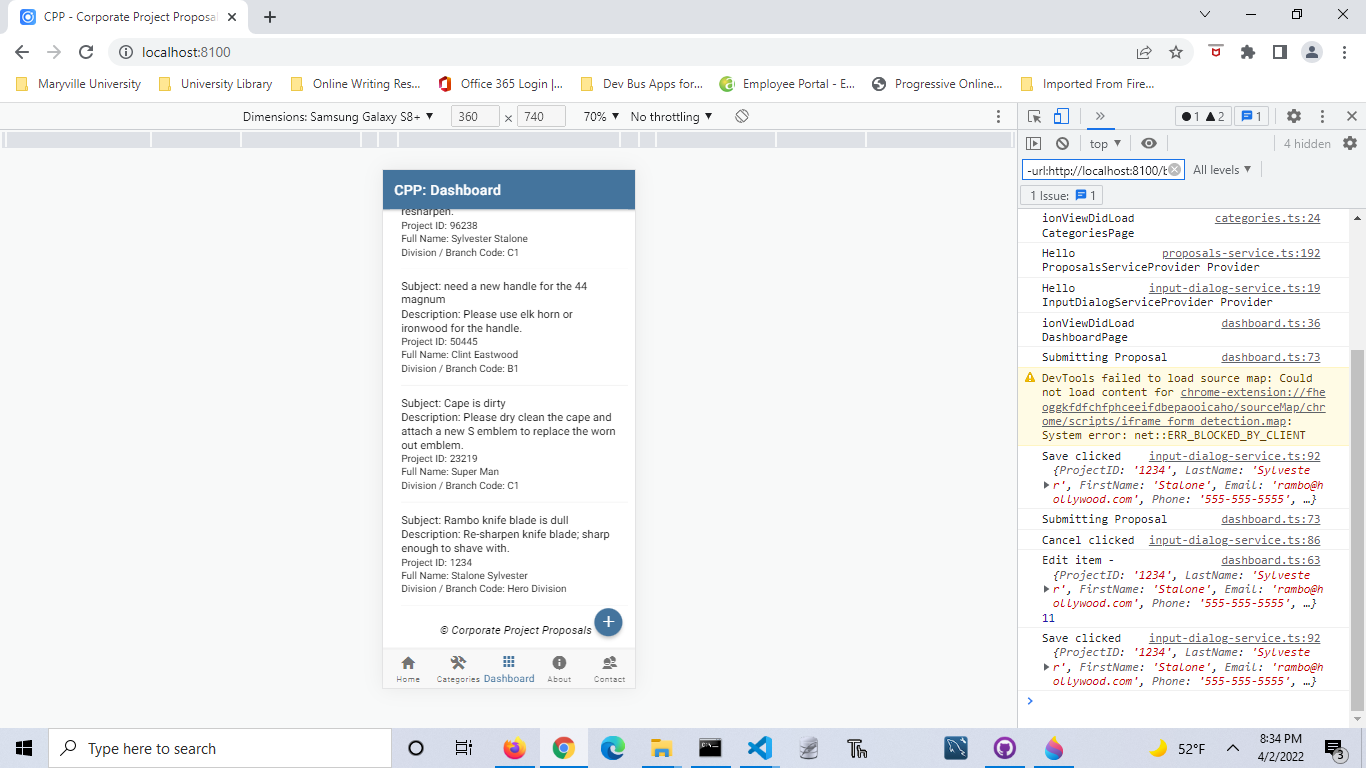 CPP - Corporate Project Proposal
localhost:8100
Maryville University
University Library
Online Writing Res...
Office 365 Login |...
Dev Bus Apps for...
Employee Portal - E...
Progressive Online...
Imported From Fire...
Dimensions: Samsung Galaxy S8+ ▼
360 × 740
70% ▼
No throttling ▼
CPP: Dashboard
resharpen.
Project ID: 96238
Full Name: Sylvester Stalone
Division / Branch Code: C1
Subject: need a new handle for the 44
magnum
Description: Please use elk horn or
ironwood for the handle.
Project ID: 50445
Full Name: Clint Eastwood
Division / Branch Code: B1
Subject: Cape is dirty
Description: Please dry clean the cape and
attach a new S emblem to replace the worn
out emblem.
Project ID: 23219
Full Name: Super Man
Division / Branch Code: C1
Subject: Rambo knife blade is dull
Description: Re-sharpen knife blade; sharp
enough to shave with.
Project ID: 1234
Full Name: Stalone Sylvester
Division / Branch Code: Hero Division
© Corporate Project Proposals
+
Home
Categories
Dashboard
About
Contact
1 2
1
top ▼
4 hidden
-url:http://localhost:8100/b
All levels ▼
1 Issue: 1
ionViewDidLoad categories.ts:24
CategoriesPage
Hello proposals-service.ts:192
ProposalsServiceProvider Provider
Hello input-dialog-service.ts:19
InputDialogServiceProvider Provider
ionViewDidLoad dashboard.ts:36
DashboardPage
Submitting Proposal dashboard.ts:73
DevTools failed to load source map: Could
not load content for chrome-extension://fhe
oggkfdfchfphceeifdbepaooicaho/sourceMap/chr
ome/scripts/iframe_form_detection.map:
System error: net::ERR_BLOCKED_BY_CLIENT
Save clicked input-dialog-service.ts:92
{ProjectID: '1234', LastName: 'Sylveste
r', FirstName: 'Stalone', Email: 'rambo@h
ollywood.com', Phone: '555-555-5555', …}
Submitting Proposal dashboard.ts:73
Cancel clicked input-dialog-service.ts:86
Edit item - dashboard.ts:63
{ProjectID: '1234', LastName: 'Sylveste
r', FirstName: 'Stalone', Email: 'rambo@h
ollywood.com', Phone: '555-555-5555', …}
11
Save clicked input-dialog-service.ts:92
{ProjectID: '1234', LastName: 'Sylveste
r', FirstName: 'Stalone', Email: 'rambo@h
ollywood.com', Phone: '555-555-5555', …}
Type here to search
52°F
8:34 PM
4/2/2022
3